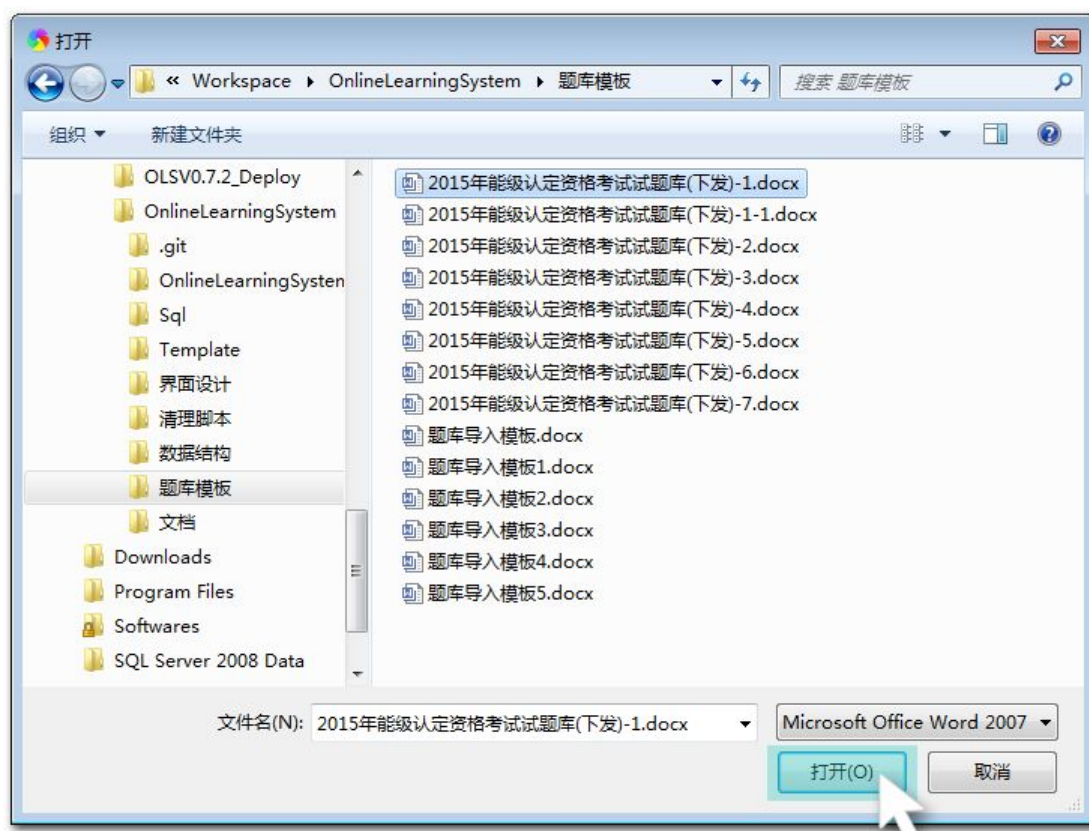 打开
« Workspace ▸ OnlineLearningSystem ▸ 题库模板
搜索 题库模板
组织
新建文件夹
OLSV0.7.2_Deploy
OnlineLearningSystem
.git
OnlineLearningSysten
Sql
Template
界面设计
清理脚本
数据结构
题库模板
文档
Downloads
Program Files
Softwares
SQL Server 2008 Data
2015年能级认定资格考试试题库(下发)-1.docx
2015年能级认定资格考试试题库(下发)-1-1.docx
2015年能级认定资格考试试题库(下发)-2.docx
2015年能级认定资格考试试题库(下发)-3.docx
2015年能级认定资格考试试题库(下发)-4.docx
2015年能级认定资格考试试题库(下发)-5.docx
2015年能级认定资格考试试题库(下发)-6.docx
2015年能级认定资格考试试题库(下发)-7.docx
题库导入模板.docx
题库导入模板1.docx
题库导入模板2.docx
题库导入模板3.docx
题库导入模板4.docx
题库导入模板5.docx
文件名(N): 2015年能级认定资格考试试题库(下发)-1.docx
Microsoft Office Word 2007
打开(O)
取消